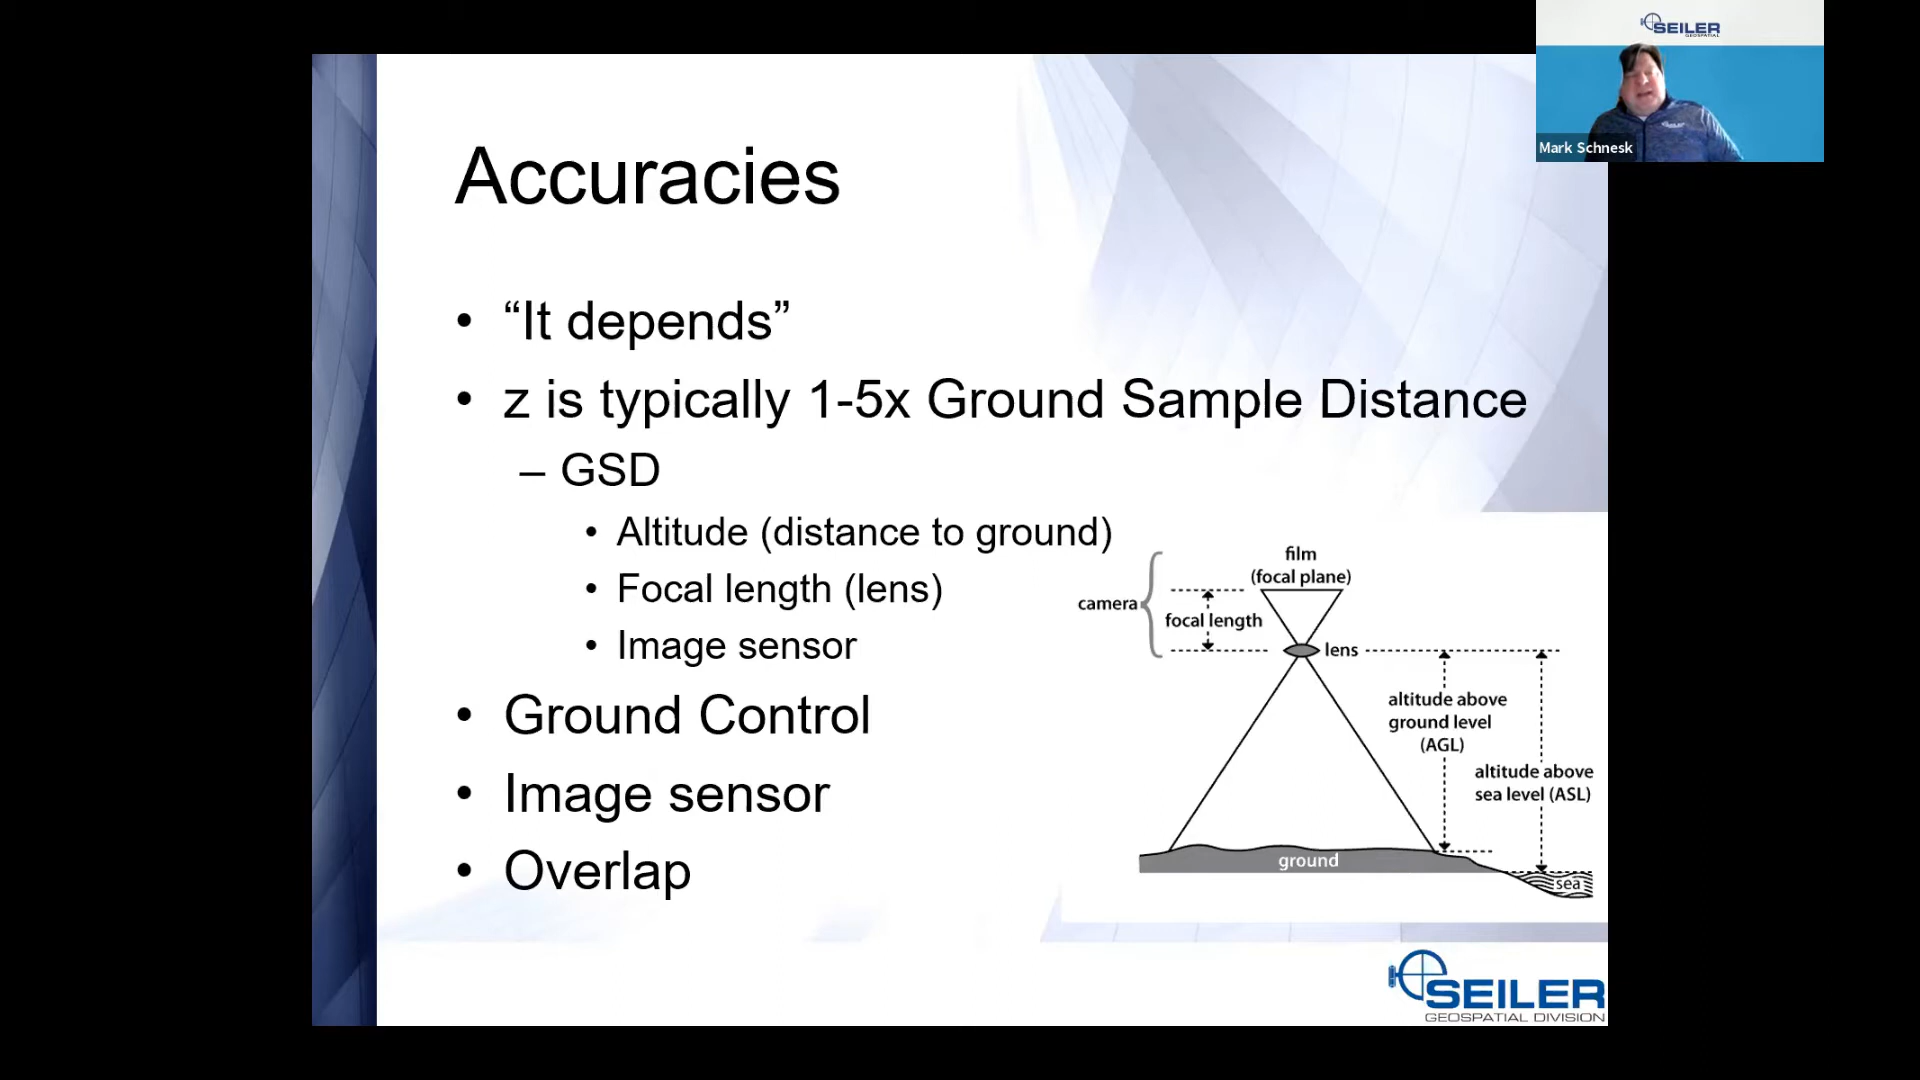 SEILER
GEOSPATIAL
Mark Schnesk
Accuracies
• “It depends”
• z is typically 1-5x Ground Sample Distance
– GSD
• Altitude (distance to ground)
• Focal length (lens)
• Image sensor
• Ground Control
• Image sensor
• Overlap
film
(focal plane)
camera
focal length
lens
altitude above
ground level
(AGL)
altitude above
sea level (ASL)
ground
sea
SEILER
GEOSPATIAL DIVISION